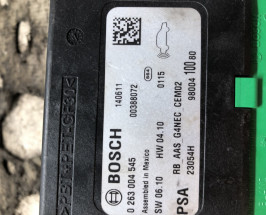 BOSCH
Assembled in Mexico
0 263 004 545
SW 06.10 HW 04.10
140611
00388072
0115
PSA RB AAS G4NEC CEM02
23054H
98004 100 80
>PBT+PET-GF30<